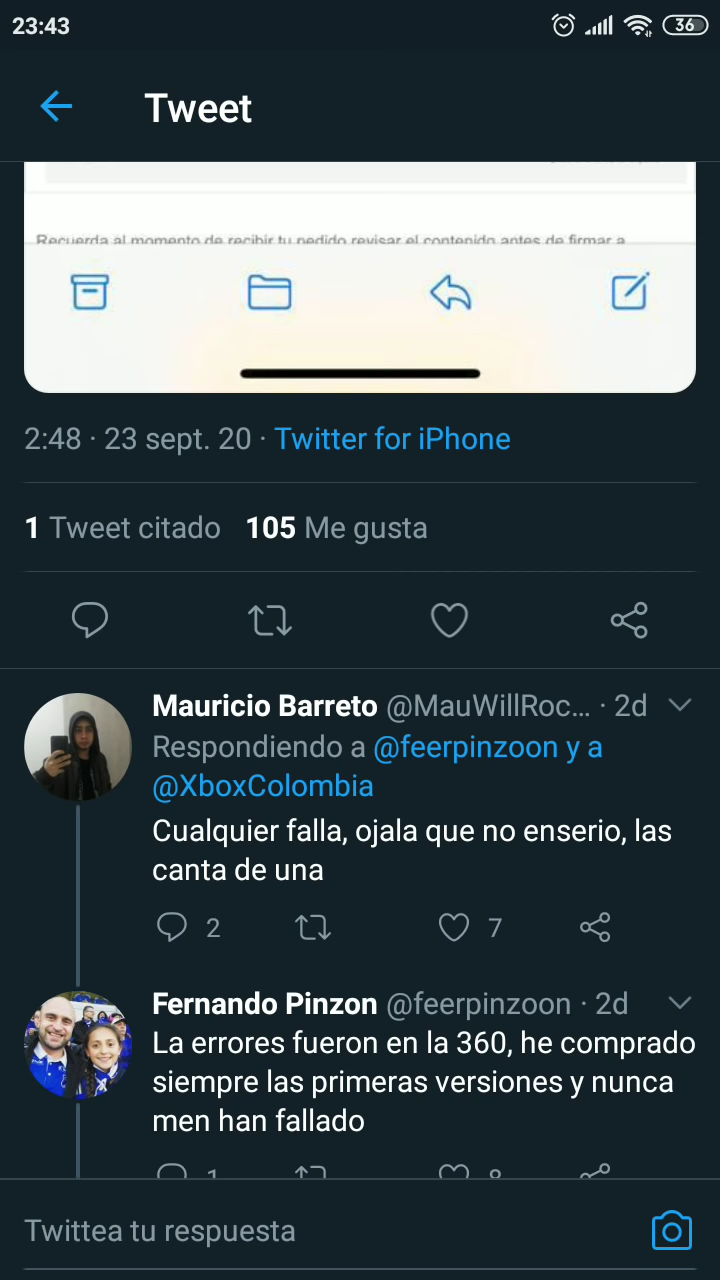 23:43
36
Tweet
Recuerda al momento de recibir tu pedido revisar el contenido antes de firmar a
2:48 · 23 sept. 20 · Twitter for iPhone
1 Tweet citado 105 Me gusta
Mauricio Barreto @MauWillRoc... · 2d
Respondiendo a @feerpinzoon y a
@XboxColombia
Cualquier falla, ojala que no enserio, las
canta de una
2 7
Fernando Pinzon @feerpinzoon · 2d
La errores fueron en la 360, he comprado
siempre las primeras versiones y nunca
men han fallado
1 8
Twittea tu respuesta